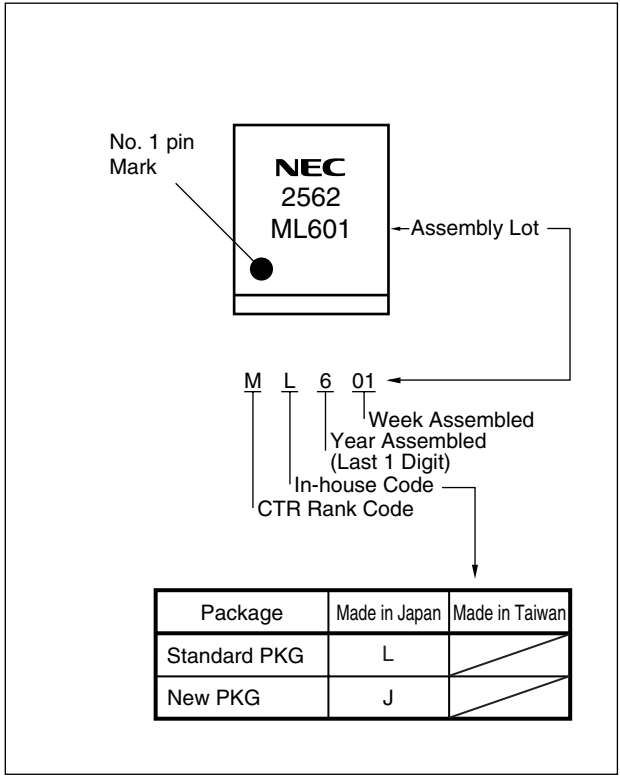 No. 1 pin
Mark
NEC
2562
ML601
Assembly Lot
M L 6 01
Week Assembled
Year Assembled
(Last 1 Digit)
In-house Code
CTR Rank Code
Package Made in Japan Made in Taiwan
Standard PKG L
New PKG J